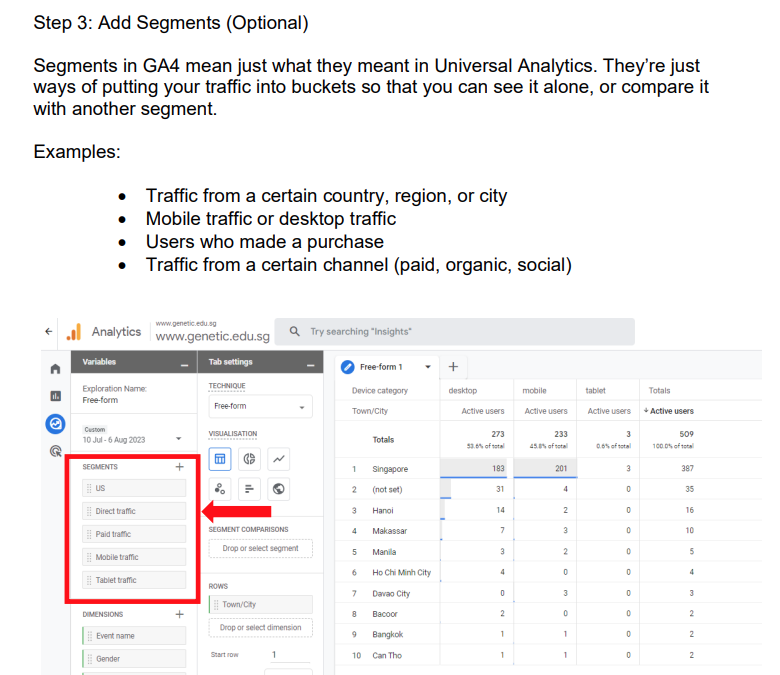 Step 3: Add Segments (Optional)
Segments in GA4 mean just what they meant in Universal Analytics. They’re just
ways of putting your traffic into buckets so that you can see it alone, or compare it
with another segment.
Examples:
• Traffic from a certain country, region, or city
• Mobile traffic or desktop traffic
• Users who made a purchase
• Traffic from a certain channel (paid, organic, social)
Analytics
www.genetic.edu.sg
www.genetic.edu.sg
Try searching "Insights"
Variables
Exploration Name:
Free-form
Custom
10 Jul - 6 Aug 2023
SEGMENTS
US
Direct traffic
Paid traffic
Mobile traffic
Tablet traffic
DIMENSIONS
Event name
Gender
Tab settings
TECHNIQUE
Free-form
VISUALISATION
SEGMENT COMPARISONS
Drop or select segment
ROWS
Town/City
Drop or select dimension
Start row 1
Free-form 1
Device category desktop mobile tablet Totals
Town/City Active users Active users Active users Active users
Totals 273 233 3 509
53.6% of total 45.8% of total 0.6% of total 100.0% of total
1 Singapore 183 201 3 387
2 (not set) 31 4 0 35
3 Hanoi 14 2 0 16
4 Makassar 7 3 0 10
5 Manila 3 2 0 5
6 Ho Chi Minh City 4 0 0 4
7 Davao City 0 3 0 3
8 Bacoor 2 0 0 2
9 Bangkok 1 1 0 2
10 Can Tho 1 1 0 2